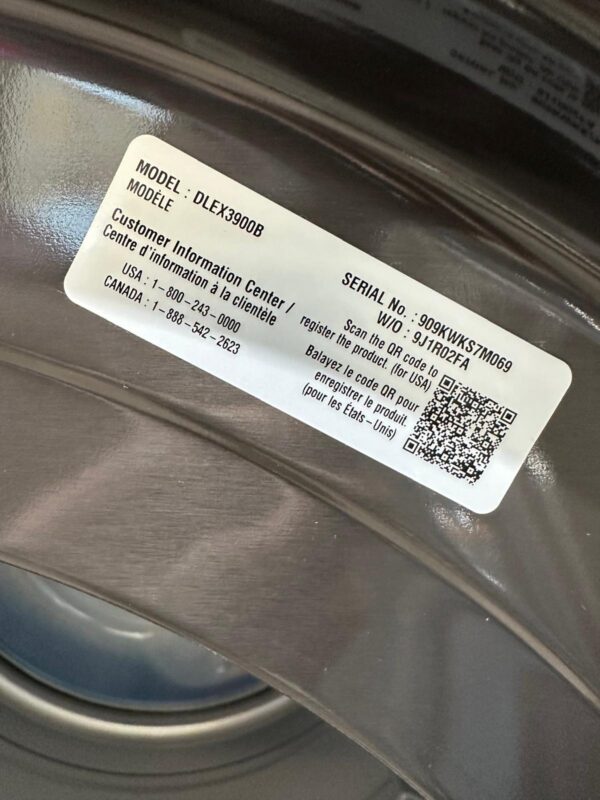 MODEL : DLEX3900B
MODÈLE
Customer Information Center /
Centre d'information à la clientèle
USA : 1-800-243-0000
CANADA : 1-888-542-2623
SERIAL No. : 909KWKS7M069
W/O : 9J1R02FA
Scan the QR code to
register the product. (for USA)
Balayez le code QR pour
enregistrer le produit.
(pour les États-Unis)